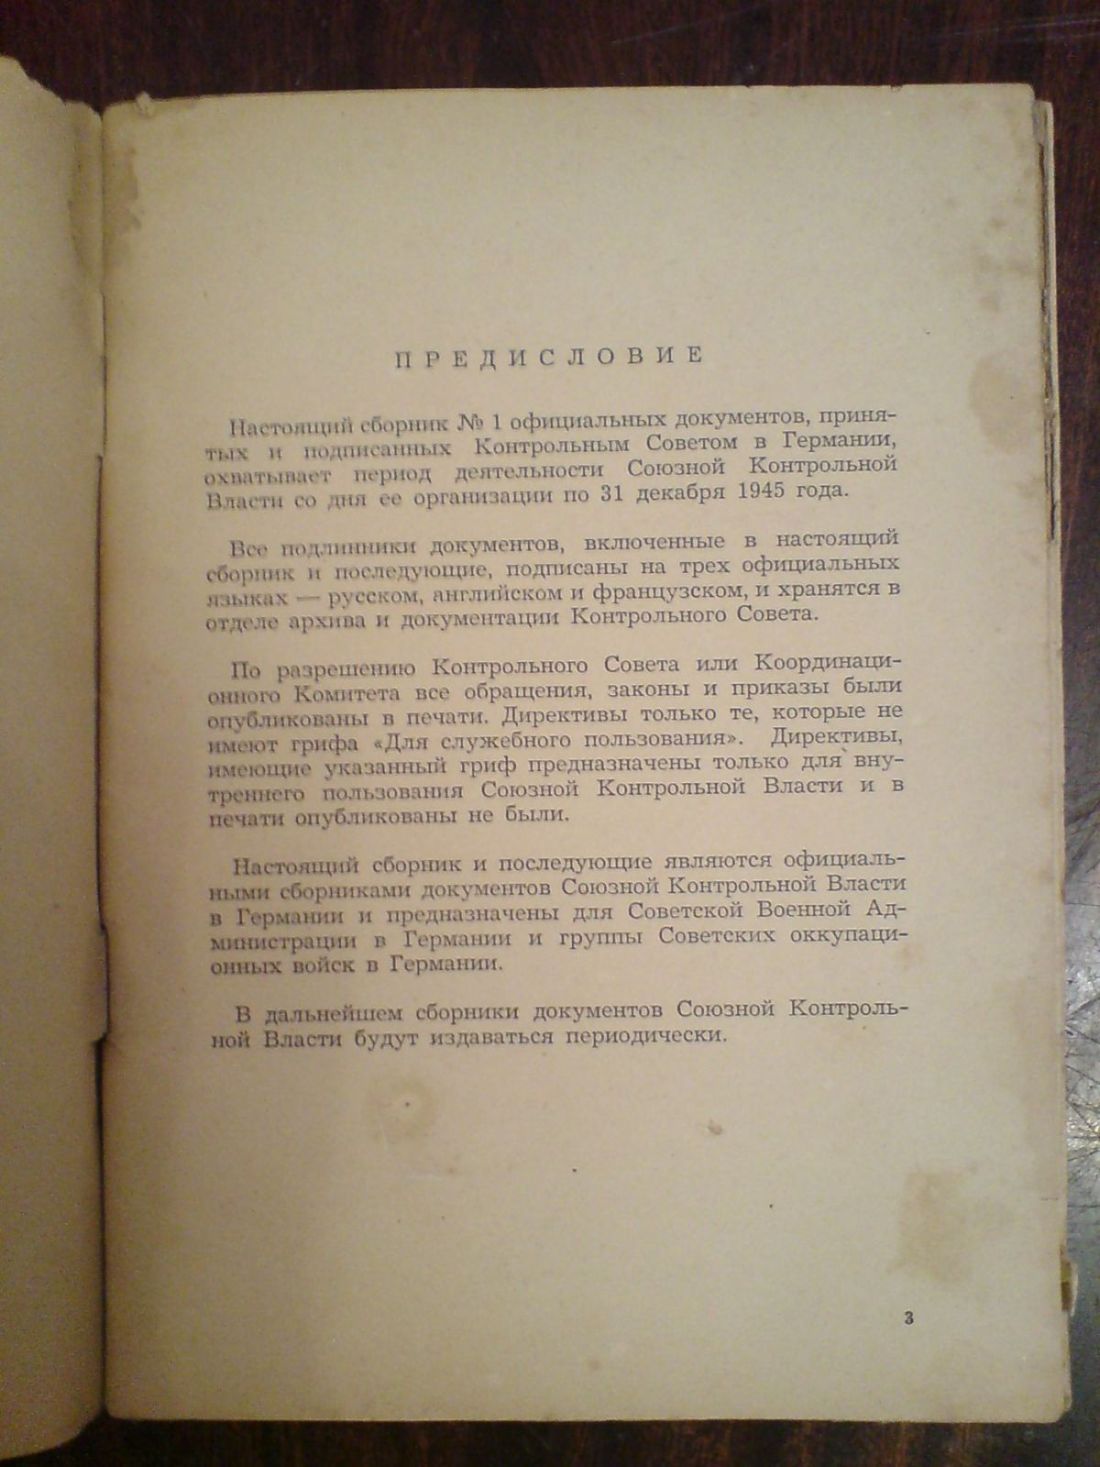 ПРЕДИСЛОВИЕ
Настоящий сборник № 1 официальных документов, приня-
тых и подписанных Контрольным Советом в Германии,
охватывает период деятельности Союзной Контрольной
Власти со дня ее организации по 31 декабря 1945 года.
Все подлинники документов, включенные в настоящий
сборник и последующие, подписаны на трех официальных
языках — русском, английском и французском, и хранятся в
отделе архива и документации Контрольного Совета.
По разрешению Контрольного Совета или Координаци-
онного Комитета все обращения, законы и приказы были
опубликованы в печати. Директивы только те, которые не
имеют грифа «Для служебного пользования». Директивы,
имеющие указанный гриф предназначены только для вну-
треннего пользования Союзной Контрольной Власти и в
печати опубликованы не были.
Настоящий сборник и последующие являются официаль-
ными сборниками документов Союзной Контрольной Власти
в Германии и предназначены для Советской Военной Ад-
министрации в Германии и группы Советских оккупаци-
онных войск в Германии.
В дальнейшем сборники документов Союзной Контроль-
ной Власти будут издаваться периодически.
3